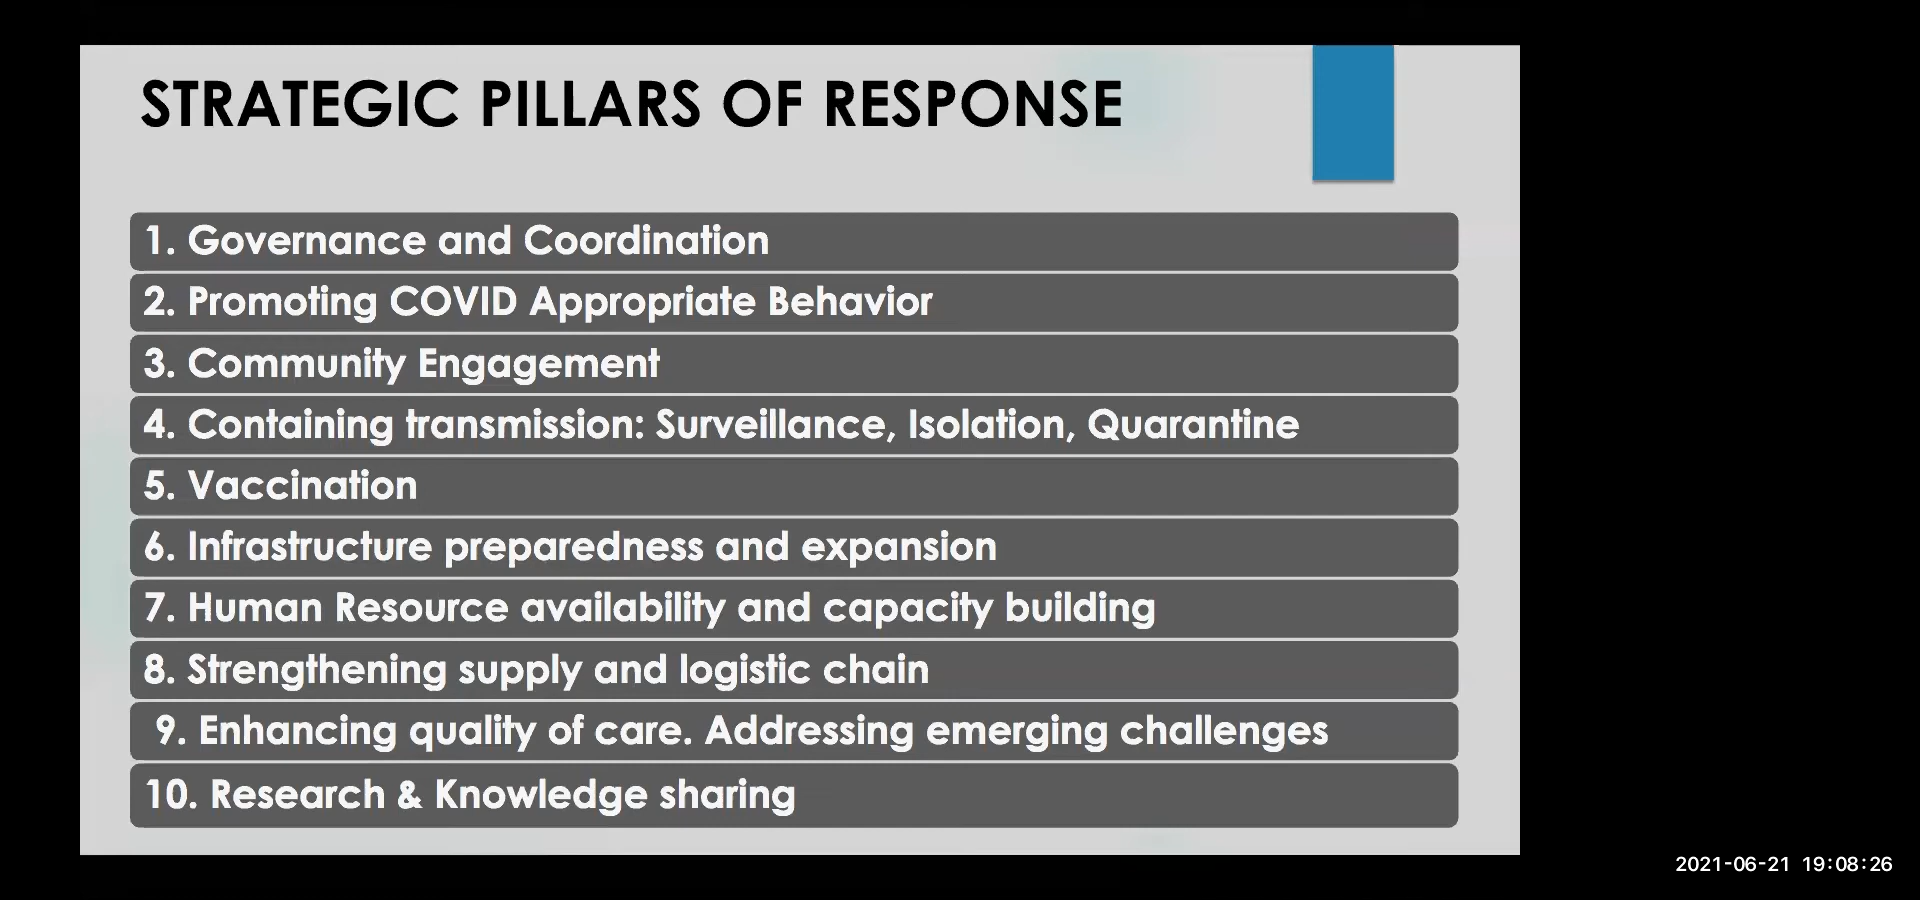 STRATEGIC PILLARS OF RESPONSE
1. Governance and Coordination
2. Promoting COVID Appropriate Behavior
3. Community Engagement
4. Containing transmission: Surveillance, Isolation, Quarantine
5. Vaccination
6. Infrastructure preparedness and expansion
7. Human Resource availability and capacity building
8. Strengthening supply and logistic chain
9. Enhancing quality of care. Addressing emerging challenges
10. Research & Knowledge sharing
2021-06-21 19:08:26